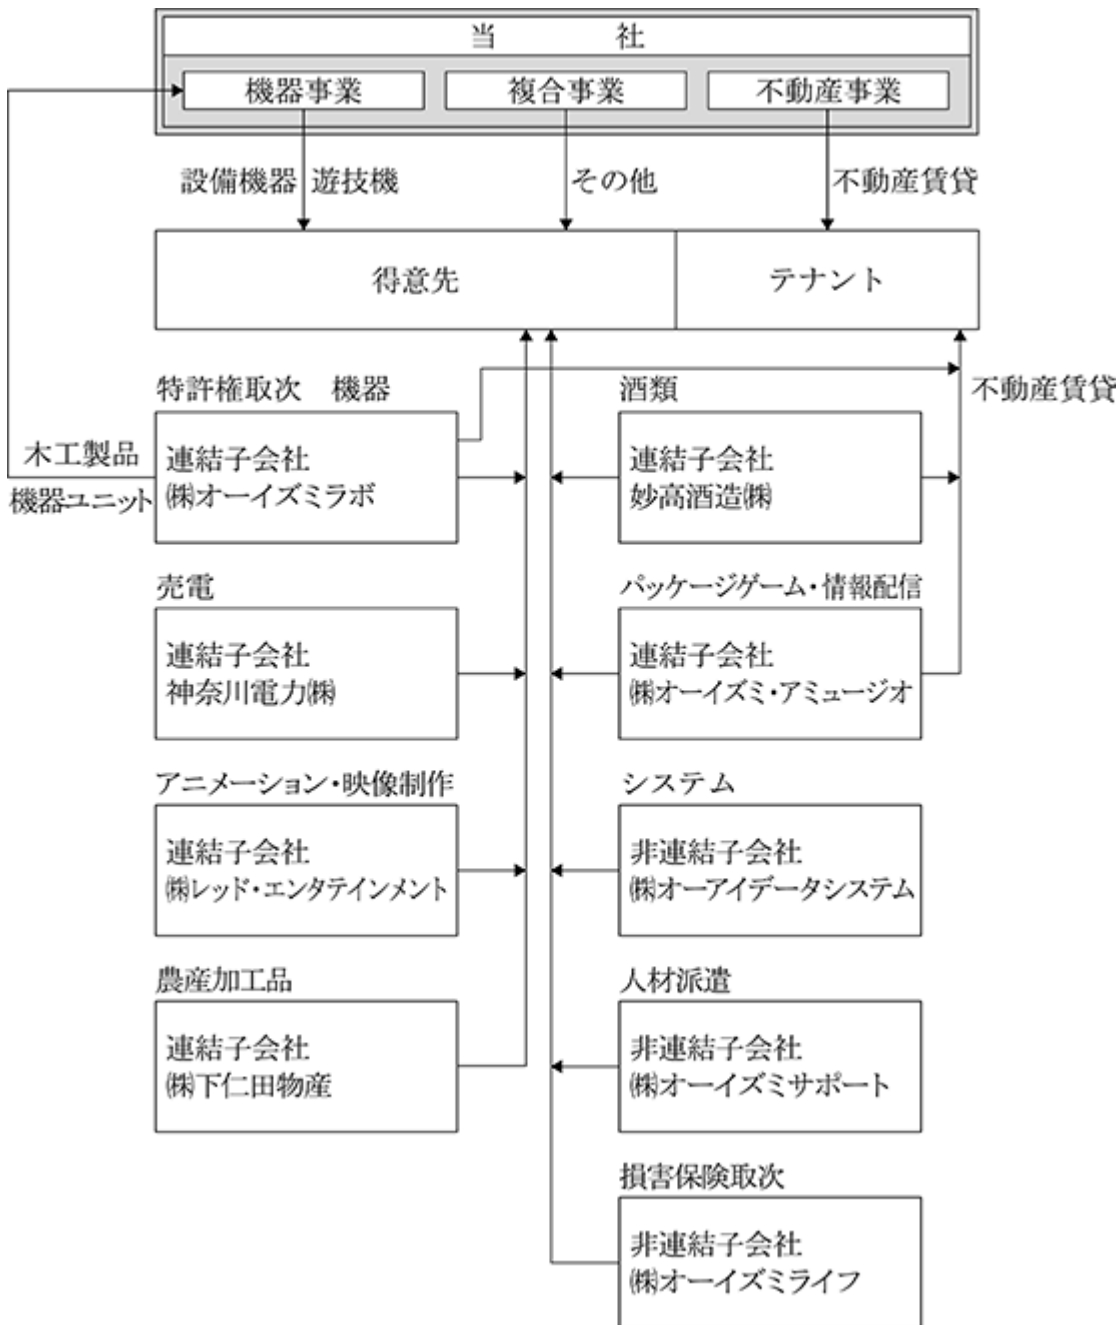 当　　　社
機器事業
複合事業
不動産事業
設備機器 遊技機
その他
不動産賃貸
得意先
テナント
特許権取次　機器
酒類
不動産賃貸
木工製品
機器ユニット
連結子会社
㈱オーイズミラボ
連結子会社
妙高酒造㈱
売電
パッケージゲーム・情報配信
連結子会社
神奈川電力㈱
連結子会社
㈱オーイズミ・アミュージオ
アニメーション・映像制作
システム
連結子会社
㈱レッド・エンタテインメント
非連結子会社
㈱オーアイデータシステム
農産加工品
人材派遣
連結子会社
㈱下仁田物産
非連結子会社
㈱オーイズミサポート
損害保険取次
非連結子会社
㈱オーイズミライフ